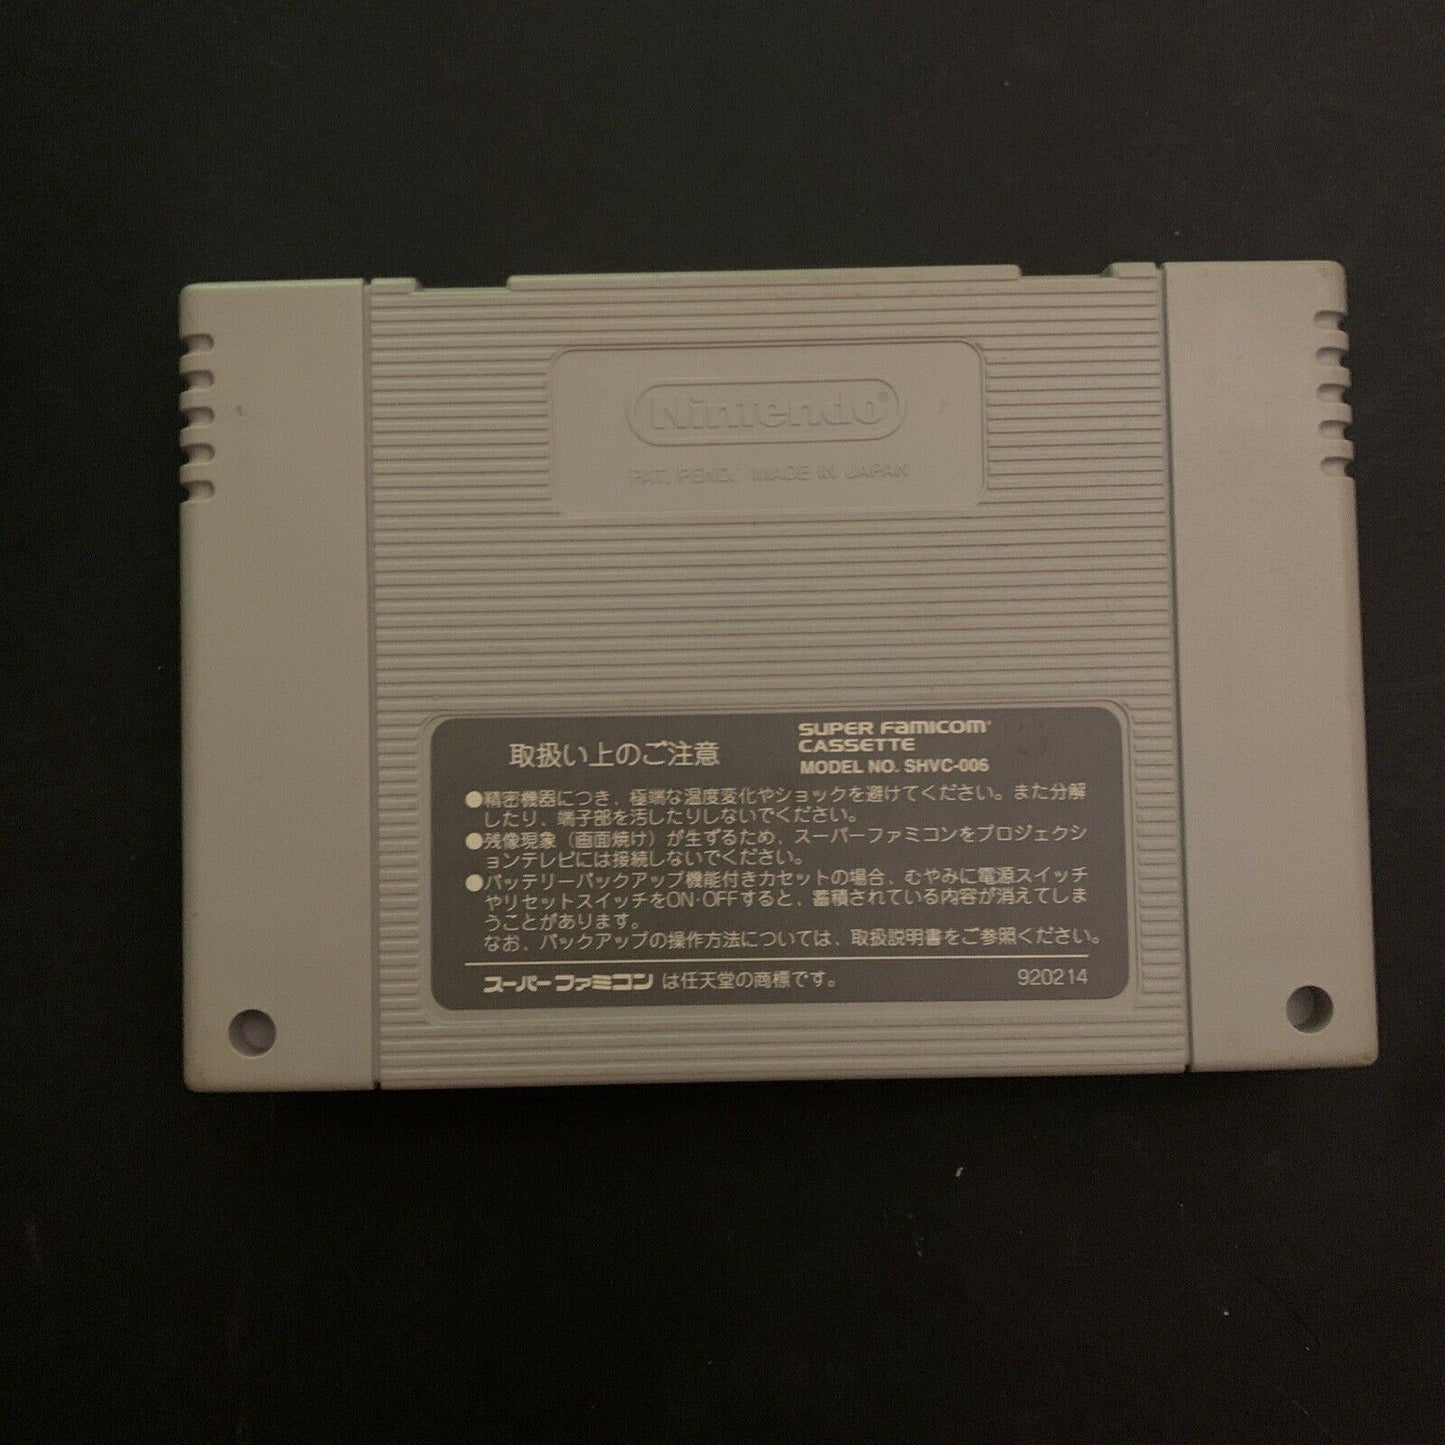 Nintendo®
PAT. PEND. MADE IN JAPAN
取扱い上のご注意
SUPER FAMICOM
CASSETTE
MODEL NO. SHVC-006
●精密機器につき、極端な温度変化やショックを避けてください。また分解
したり、端子部を汚したりしないでください。
●残像現象（画面焼け）が生ずるため、スーパーファミコンをプロジェクシ
ョンテレビには接続しないでください。
●バッテリーバックアップ機能付きカセットの場合、むやみに電源スイッチ
やリセットスイッチをON・OFFすると、蓄積されている内容が消えてしま
うことがあります。
なお、バックアップの操作方法については、取扱説明書をご参照ください。
スーパーファミコンは任天堂の商標です。
920214